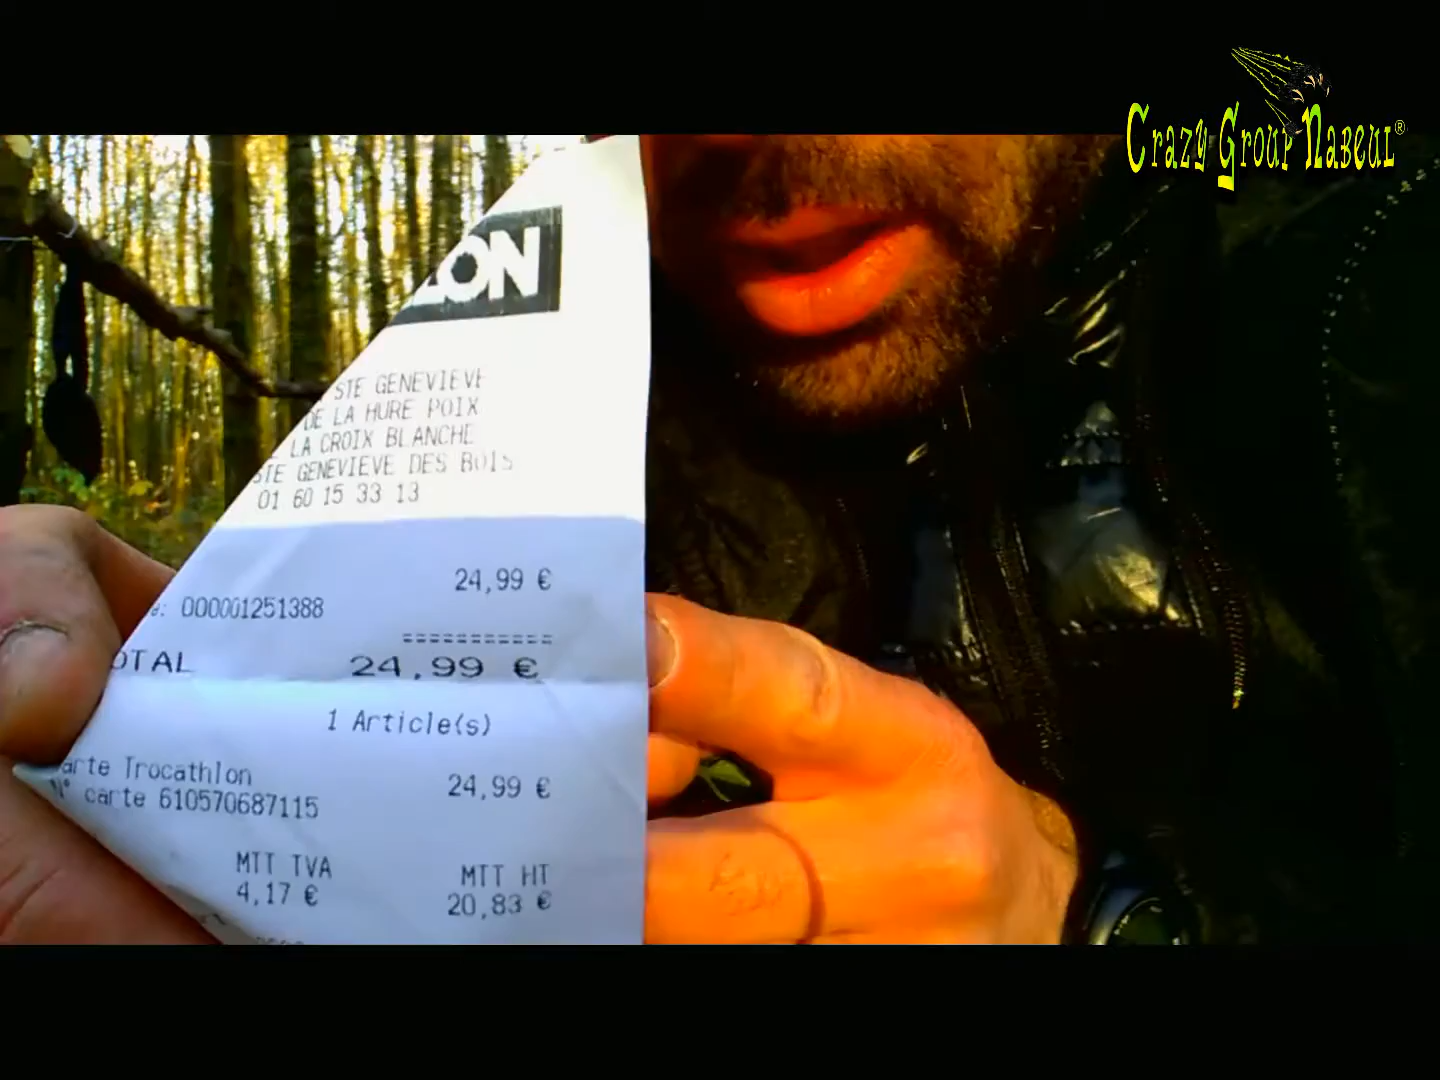 Crazy Group Nabeul®
LON
STE GENEVIEVE
DE LA HURE POIX
LA CROIX BLANCHE
STE GENEVIEVE DES BOIS
01 60 15 33 13
24,99 €
e: 000001251388
===========
OTAL 24,99 €
1 Article(s)
arte Trocathlon 24,99 €
N° carte 610570687115
MTT TVA MTT HT
4,17 € 20,83 €